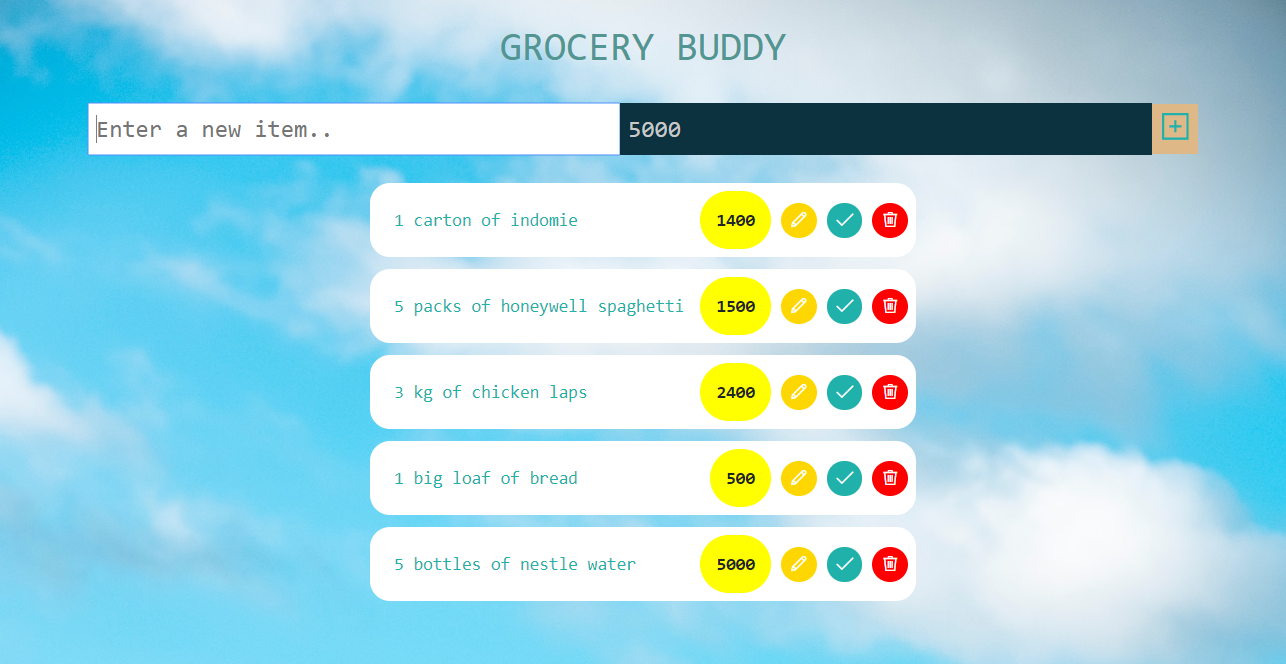 GROCERY BUDDY
Enter a new item.. 5000
1 carton of indomie 1400
5 packs of honeywell spaghetti 1500
3 kg of chicken laps 2400
1 big loaf of bread 500
5 bottles of nestle water 5000